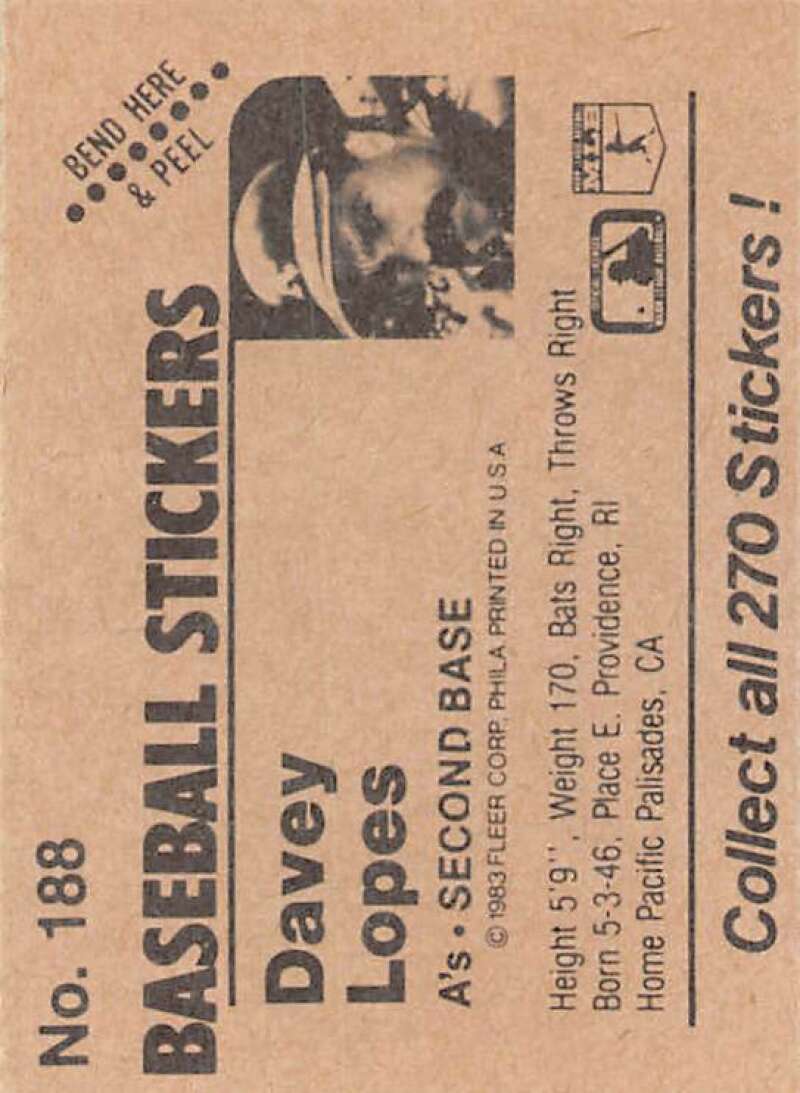 No. 188
BEND HERE
& PEEL
BASEBALL STICKERS
Davey
Lopes
A's • SECOND BASE
© 1983 FLEER CORP. PHILA PRINTED IN U.S.A
Height 5'9'', Weight 170, Bats Right, Throws Right
Born 5-3-46, Place E. Providence, RI
Home Pacific Palisades, CA
Collect all 270 Stickers!